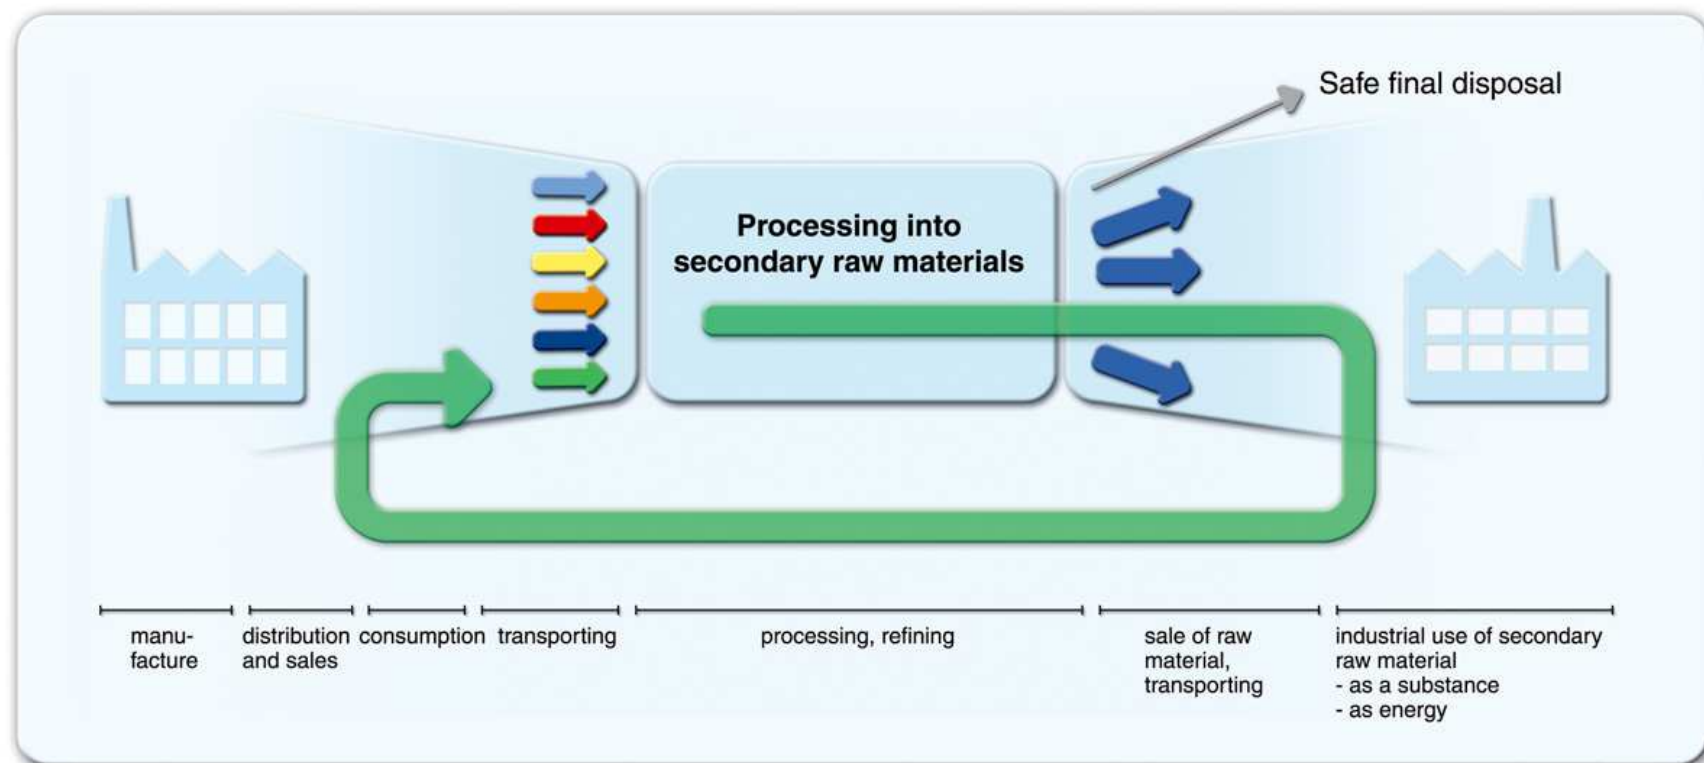 Safe final disposal
Processing into
secondary raw materials
manu-
facture
distribution
and sales
consumption
transporting
processing, refining
sale of raw
material,
transporting
industrial use of secondary
raw material
- as a substance
- as energy